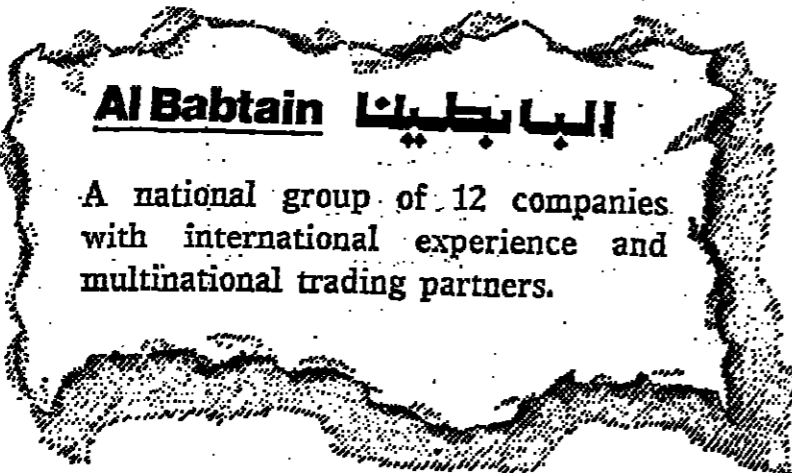 Al Babtain البابطين
A national group of 12 companies
with international experience and
multinational trading partners.